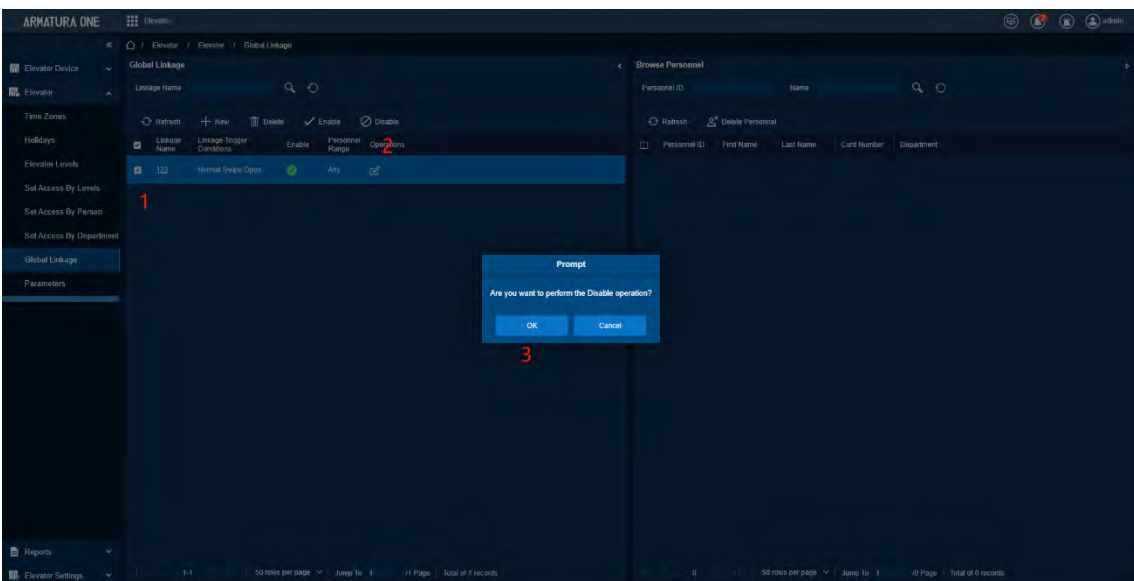 ARMATURA ONE
Elevator
admin
Elevator / Elevator / Global Linkage
Elevator Device
Elevator
Time Zones
Holidays
Elevator Levels
Set Access By Levels
Set Access By Person
Set Access By Department
Global Linkage
Parameters
Reports
Elevator Settings
Global Linkage
Linkage Name
Refresh New Delete Enable Disable
2
Linkage Name Linkage Trigger Conditions Enable Personnel Range Operations
123 Normal Swipe Open Any
1
50 rows per page Jump To 1 /1 Page Total of 1 records
Browse Personnel
Personnel ID Name
Refresh Delete Personnel
Personnel ID First Name Last Name Card Number Department
0 50 rows per page Jump To 1 /0 Page Total of 0 records
Prompt
Are you want to perform the Disable operation?
OK Cancel
3